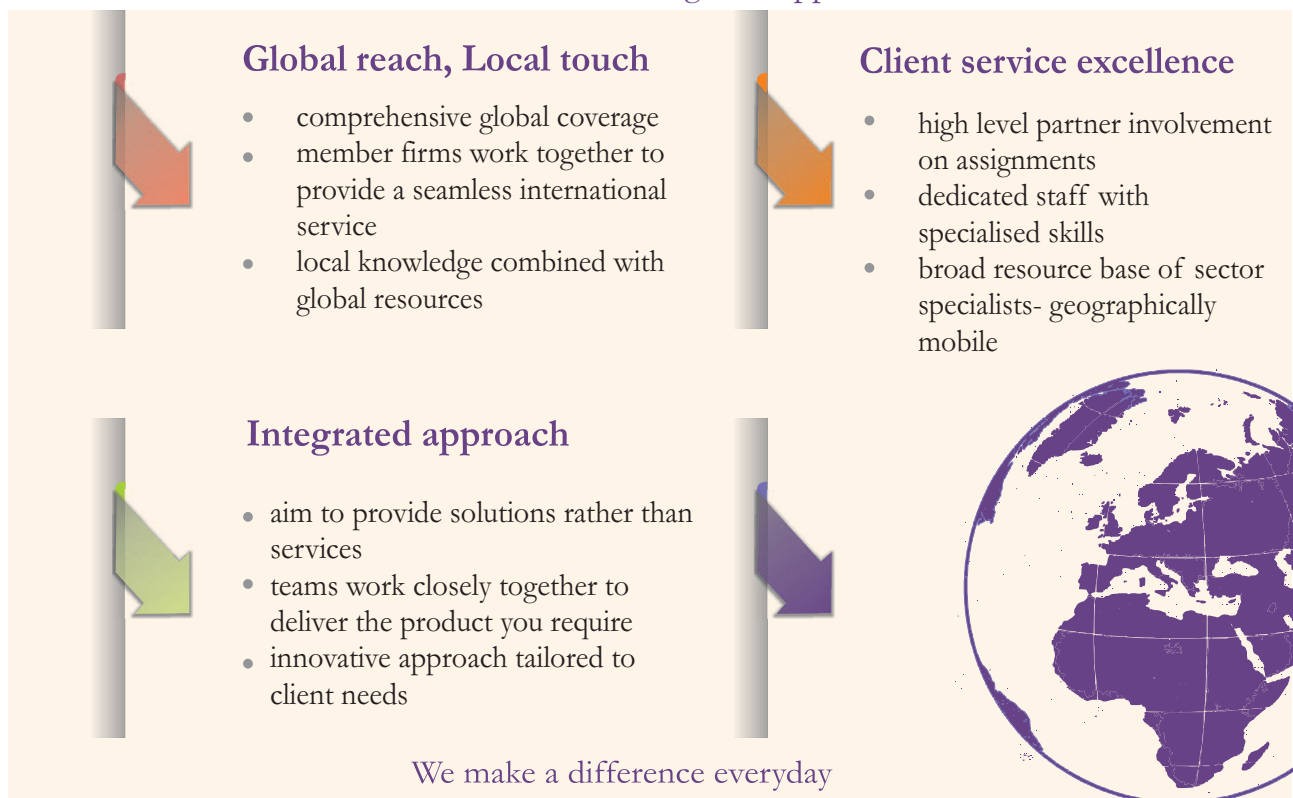 Global reach, Local touch
comprehensive global coverage
member firms work together to
provide a seamless international
service
local knowledge combined with
global resources
Client service excellence
high level partner involvement
on assignments
dedicated staff with
specialised skills
broad resource base of sector
specialists- geographically
mobile
Integrated approach
aim to provide solutions rather than
services
teams work closely together to
deliver the product you require
innovative approach tailored to
client needs
We make a difference everyday